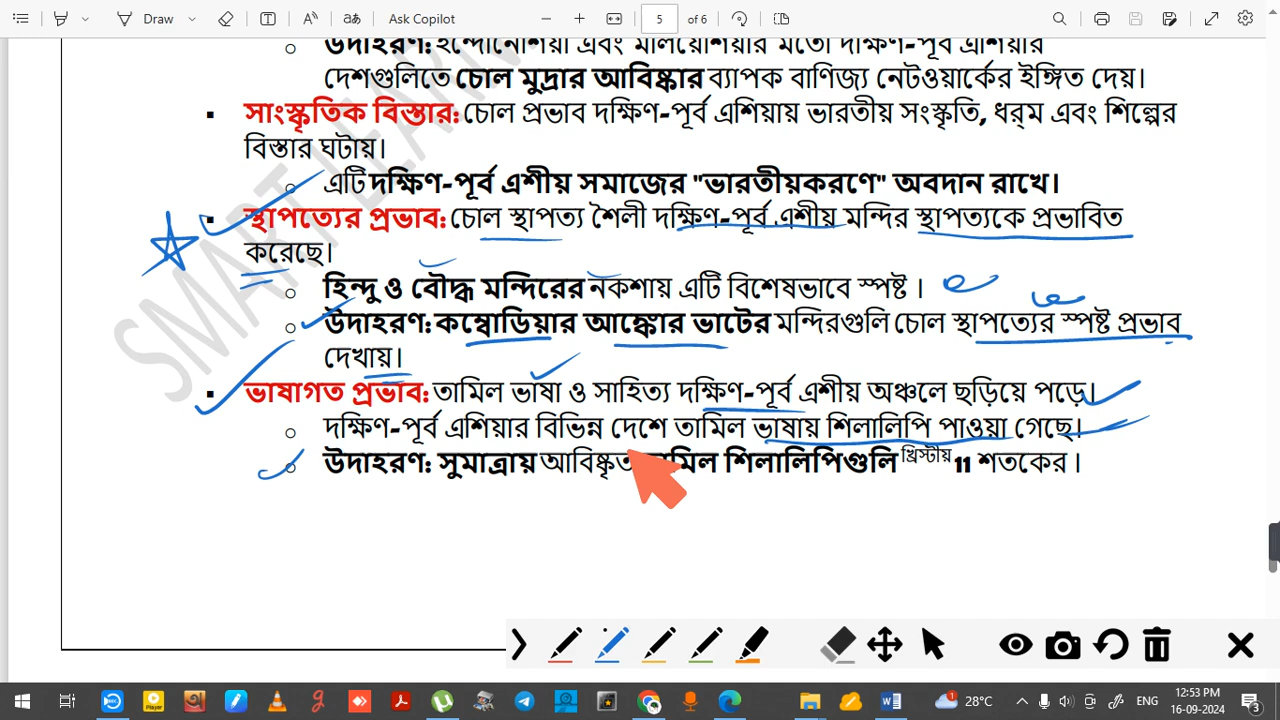 Draw
Ask Copilot
5
of 6
উদাহরণ: ইন্দোনেশিয়া এবং মালয়েশিয়ার মতো দক্ষিণ-পূর্ব এশিয়ার
দেশগুলিতে চোল মুদ্রার আবিষ্কার ব্যাপক বাণিজ্য নেটওয়ার্কের ইঙ্গিত দেয়।
সাংস্কৃতিক বিস্তার: চোল প্রভাব দক্ষিণ-পূর্ব এশিয়ায় ভারতীয় সংস্কৃতি, ধর্ম এবং শিল্পের
বিস্তার ঘটায়।
এটি দক্ষিণ-পূর্ব এশীয় সমাজের "ভারতীয়করণে" অবদান রাখে।
স্থাপত্যের প্রভাব: চোল স্থাপত্য শৈলী দক্ষিণ-পূর্ব এশীয় মন্দির স্থাপত্যকে প্রভাবিত
করেছে।
হিন্দু ও বৌদ্ধ মন্দিরের নকশায় এটি বিশেষভাবে স্পষ্ট ।
উদাহরণ: কম্বোডিয়ার আঙ্কোর ভাটের মন্দিরগুলি চোল স্থাপত্যের স্পষ্ট প্রভাব
দেখায়।
ভাষাগত প্রভাব: তামিল ভাষা ও সাহিত্য দক্ষিণ-পূর্ব এশীয় অঞ্চলে ছড়িয়ে পড়ে।
দক্ষিণ-পূর্ব এশিয়ার বিভিন্ন দেশে তামিল ভাষায় শিলালিপি পাওয়া গেছে।
উদাহরণ: সুমাত্রায় আবিষ্কৃত তামিল শিলালিপিগুলি খ্রিস্টীয় 11 শতকের।
SMART LEARN
28°C
ENG
12:53 PM
16-09-2024